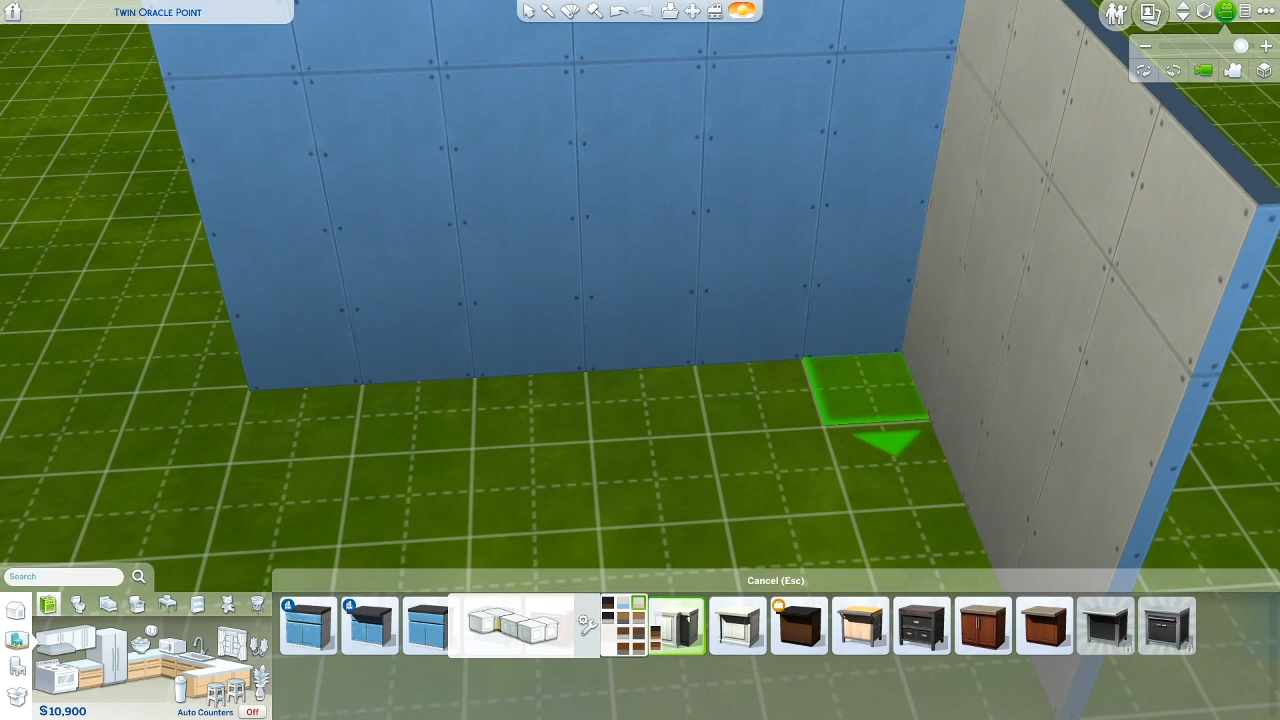 Twin Oracle Point
Cancel (Esc)
Search
§10,900
Auto Counters Off